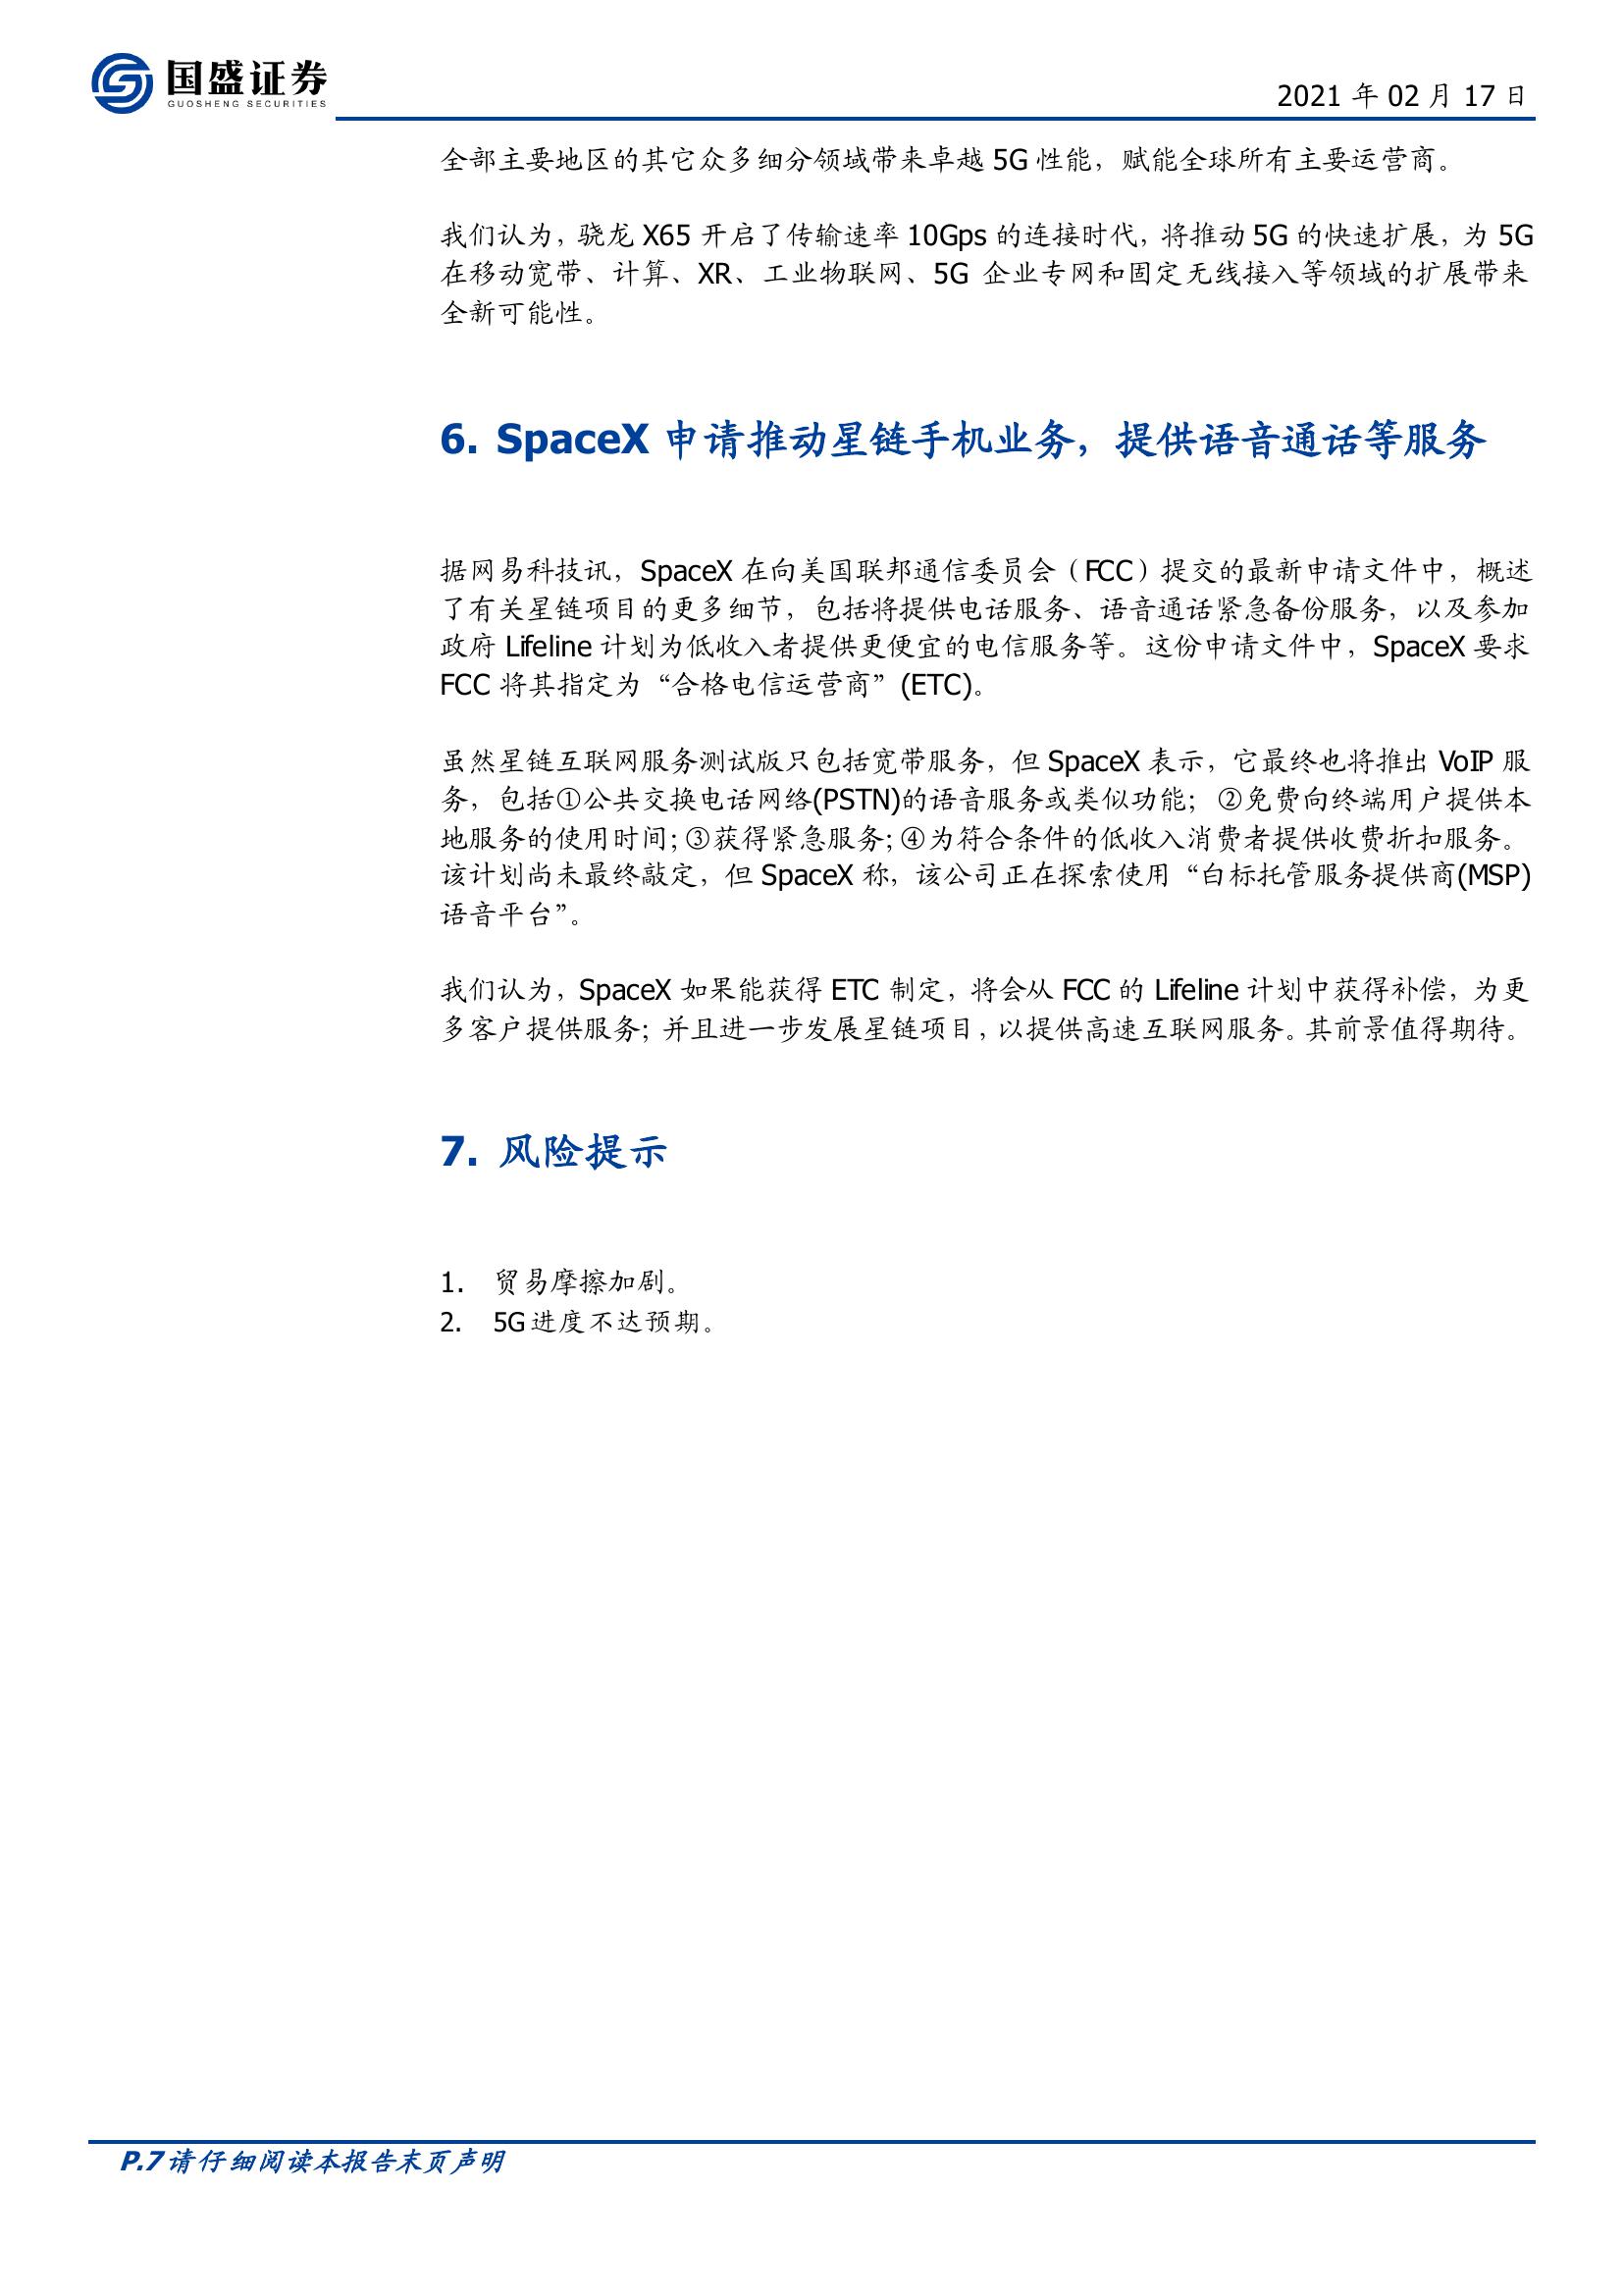 国盛证券
GUOSHENG SECURITIES
2021 年 02 月 17 日
全部主要地区的其它众多细分领域带来卓越 5G 性能，赋能全球所有主要运营商。
我们认为，骁龙 X65 开启了传输速率 10Gps 的连接时代，将推动 5G 的快速扩展，为 5G
在移动宽带、计算、XR、工业物联网、5G 企业专网和固定无线接入等领域的扩展带来
全新可能性。
6. SpaceX 申请推动星链手机业务，提供语音通话等服务
据网易科技讯，SpaceX 在向美国联邦通信委员会（FCC）提交的最新申请文件中，概述
了有关星链项目的更多细节，包括将提供电话服务、语音通话紧急备份服务，以及参加
政府 Lifeline 计划为低收入者提供更便宜的电信服务等。这份申请文件中，SpaceX 要求
FCC 将其指定为“合格电信运营商”(ETC)。
虽然星链互联网服务测试版只包括宽带服务，但 SpaceX 表示，它最终也将推出 VoIP 服
务，包括①公共交换电话网络(PSTN)的语音服务或类似功能；②免费向终端用户提供本
地服务的使用时间；③获得紧急服务；④为符合条件的低收入消费者提供收费折扣服务。
该计划尚未最终敲定，但 SpaceX 称，该公司正在探索使用“白标托管服务提供商(MSP)
语音平台”。
我们认为，SpaceX 如果能获得 ETC 制定，将会从 FCC 的 Lifeline 计划中获得补偿，为更
多客户提供服务；并且进一步发展星链项目，以提供高速互联网服务。其前景值得期待。
7. 风险提示
1. 贸易摩擦加剧。
2. 5G 进度不达预期。
P.7 请仔细阅读本报告末页声明